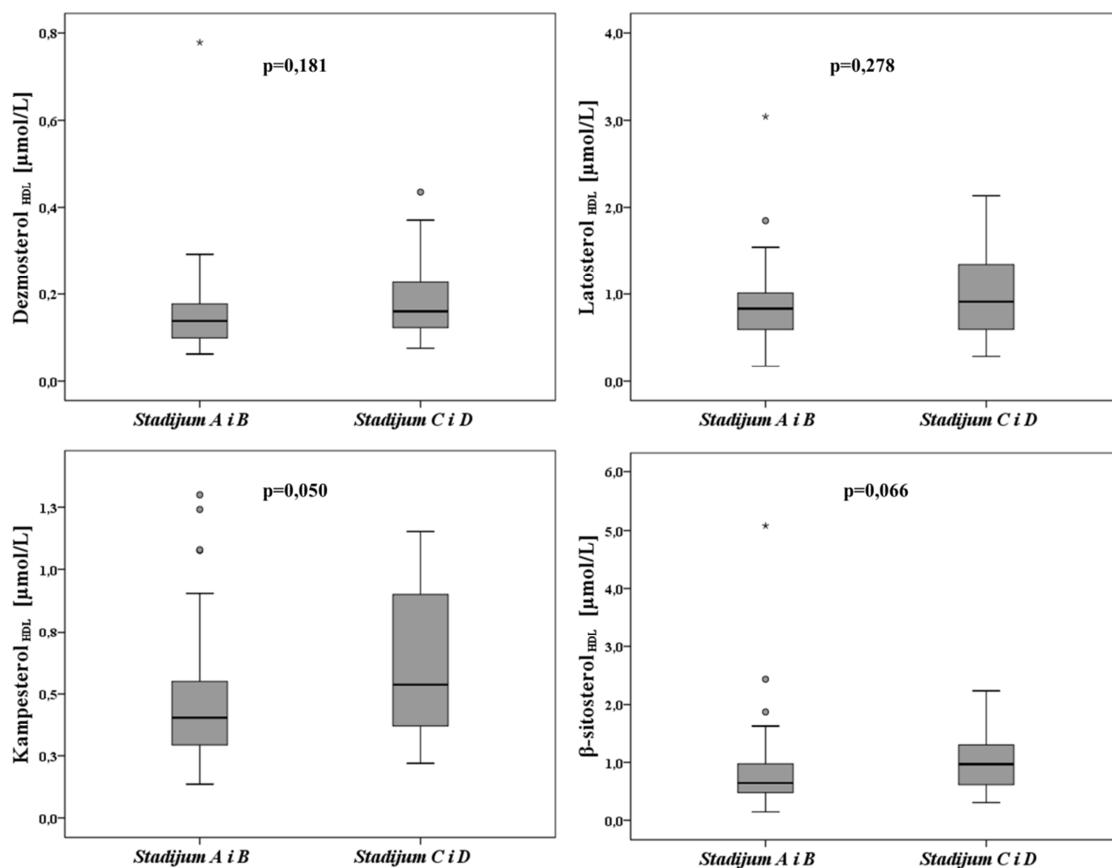 Dezmosterol HDL [µmol/L]
0,8
0,6
0,4
0,2
0,0
p=0,181
Stadijum A i B
Stadijum C i D
Latosterol HDL [µmol/L]
4,0
3,0
2,0
1,0
0,0
p=0,278
Stadijum A i B
Stadijum C i D
Kampesterol HDL [µmol/L]
1,3
1,0
0,8
0,5
0,3
0,0
p=0,050
Stadijum A i B
Stadijum C i D
β-sitosterol HDL [µmol/L]
6,0
5,0
4,0
3,0
2,0
1,0
0,0
p=0,066
Stadijum A i B
Stadijum C i D